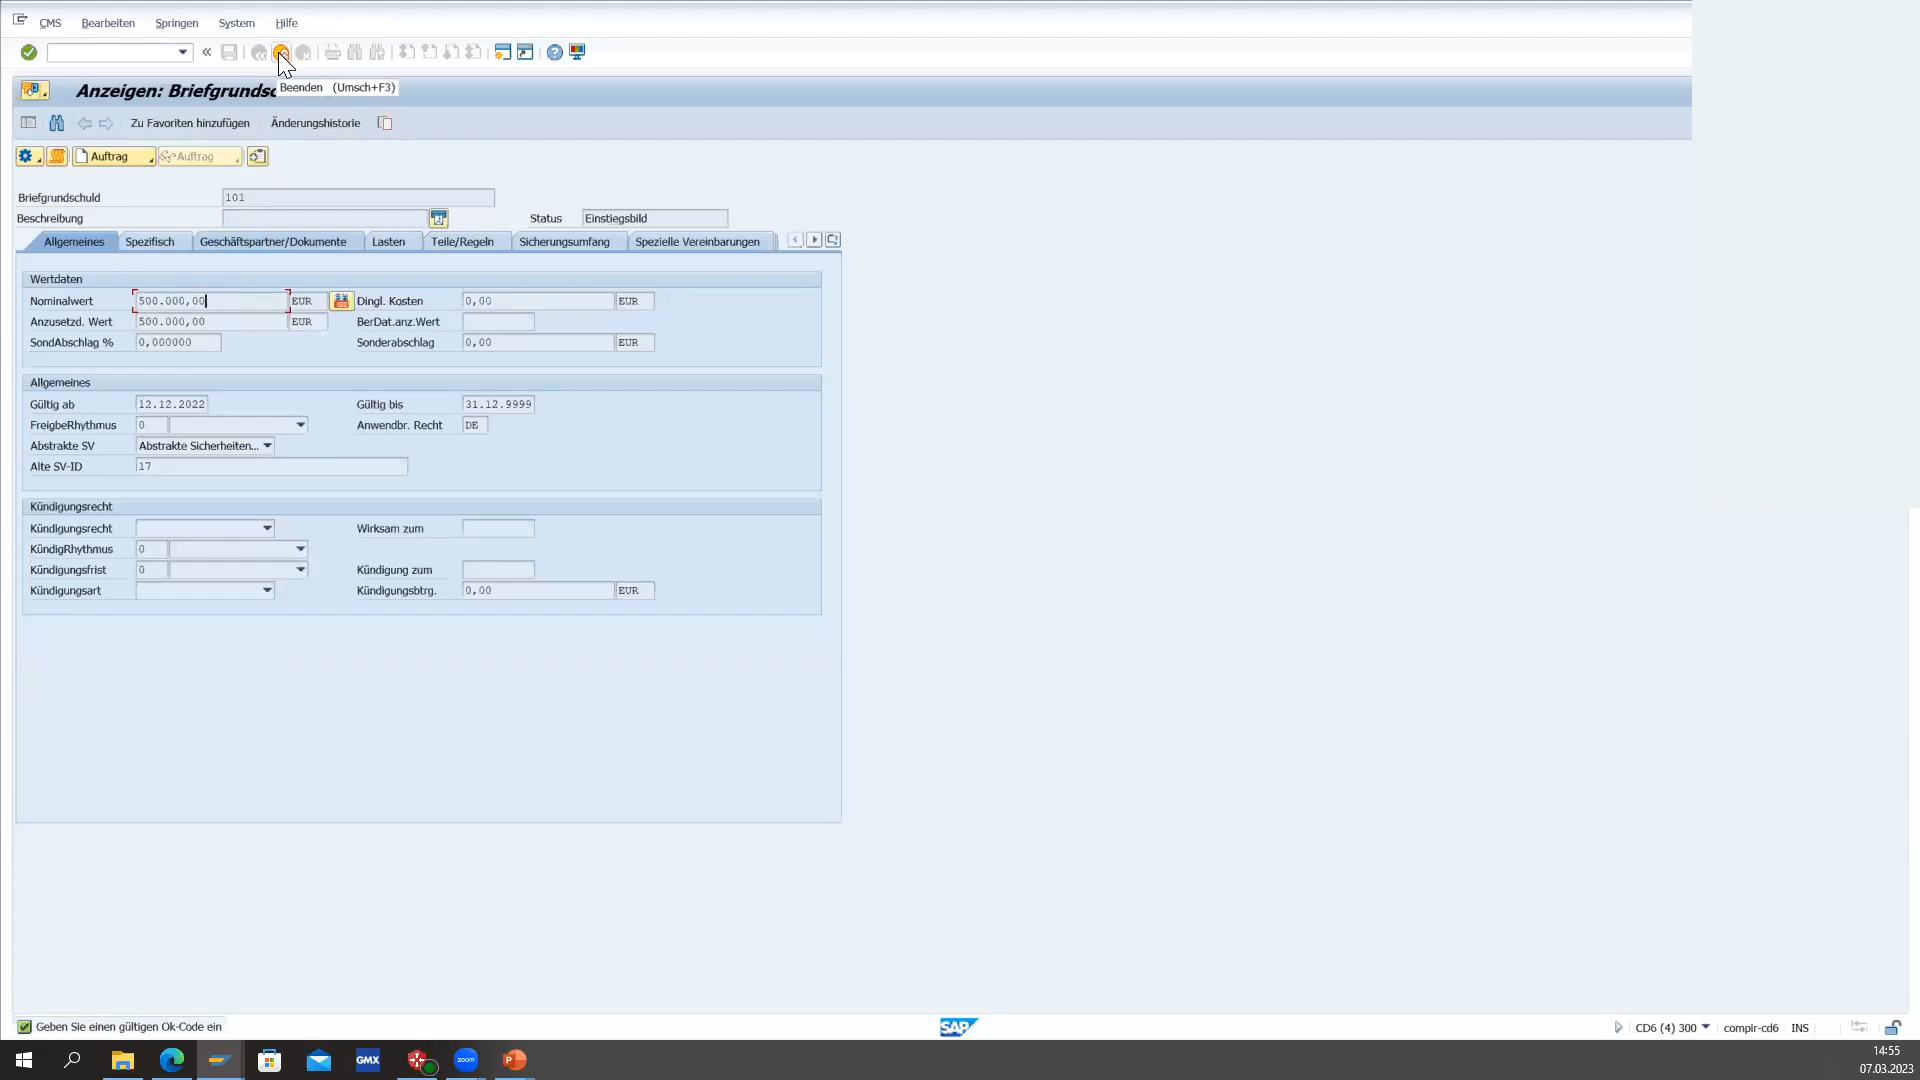 CMS Bearbeiten Springen System Hilfe
Beenden (Umsch+F3)
Anzeigen: Briefgrundsc
Zu Favoriten hinzufügen Änderungshistorie
Auftrag Auftrag
Briefgrundschuld 101
Beschreibung Status Einstiegsbild
Allgemeines Spezifisch Geschäftspartner/Dokumente Lasten Teile/Regeln Sicherungsumfang Spezielle Vereinbarungen
Wertdaten
Nominalwert 500.000,00 EUR Dingl. Kosten 0,00 EUR
Anzusetzd. Wert 500.000,00 EUR BerDat.anz.Wert
SondAbschlag % 0,000000 Sonderabschlag 0,00 EUR
Allgemeines
Gültig ab 12.12.2022 Gültig bis 31.12.9999
FreigbeRhythmus 0 Anwendbr. Recht DE
Abstrakte SV Abstrakte Sicherheiten...
Alte SV-ID 17
Kündigungsrecht
Kündigungsrecht Wirksam zum
KündigRhythmus 0
Kündigungsfrist 0 Kündigung zum
Kündigungsart Kündigungsbtrg. 0,00 EUR
Geben Sie einen gültigen Ok-Code ein SAP CD6 (4) 300 compir-cd6 INS
GMX zoom P
14:55
07.03.2023